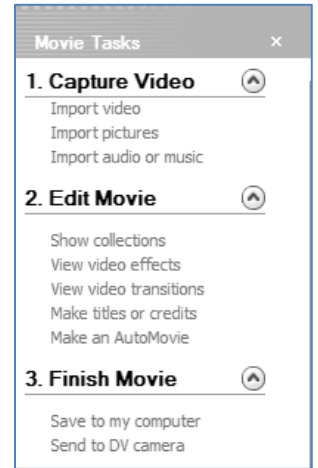 Movie Tasks
1. Capture Video
Import video
Import pictures
Import audio or music
2. Edit Movie
Show collections
View video effects
View video transitions
Make titles or credits
Make an AutoMovie
3. Finish Movie
Save to my computer
Send to DV camera